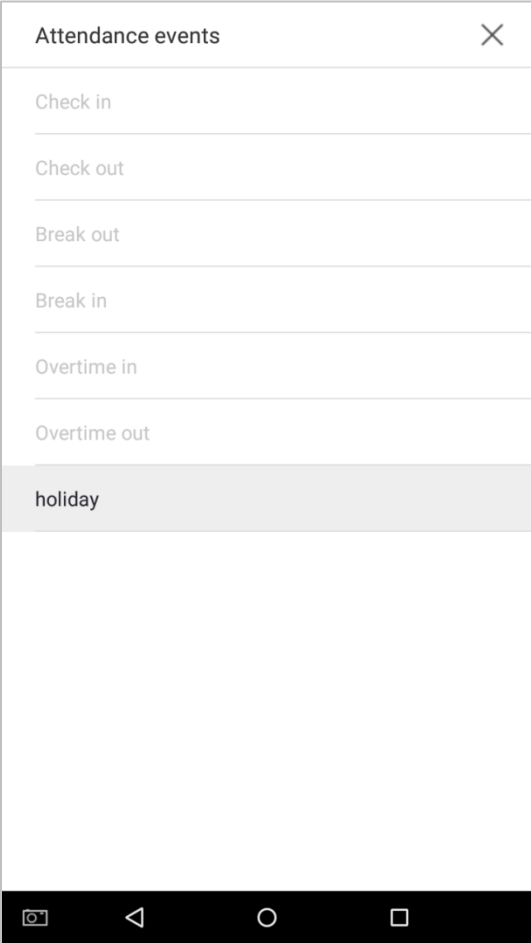 Attendance events
Check in
Check out
Break out
Break in
Overtime in
Overtime out
holiday